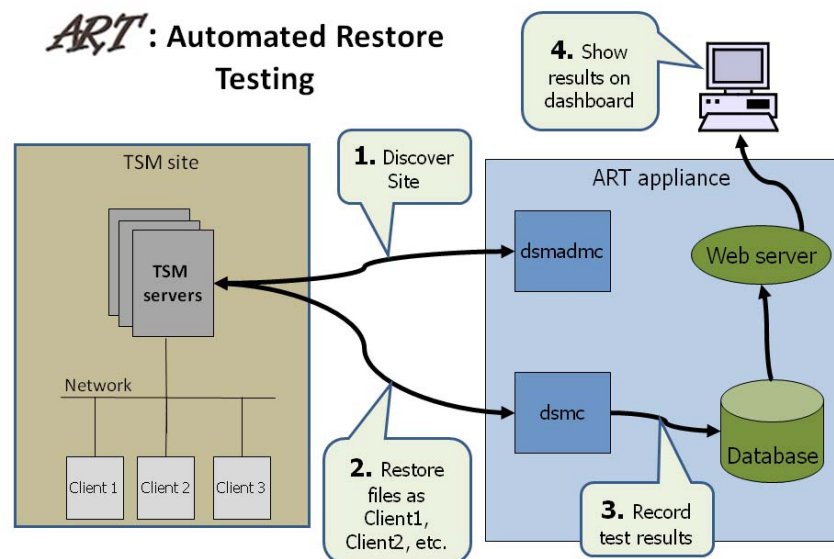 ART : Automated Restore
Testing
4. Show
results on
dashboard
TSM site
1. Discover
Site
ART appliance
TSM
servers
dsmadmc
Web server
Network
dsmc
Database
Client 1
Client 2
Client 3
2. Restore
files as
Client1,
Client2, etc.
3. Record
test results